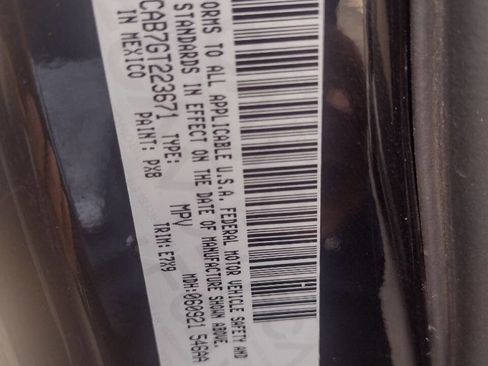 ORMS TO ALL APPLICABLE U.S.A. FEDERAL MOTOR VEHICLE SAFETY AND
STANDARDS IN EFFECT ON THE DATE OF MANUFACTURE SHOWN ABOVE.
CAB7GT223671 TYPE: MPV MDH:060921 546AA
IN MEXICO PAINT: PXB TRIM:E7X9